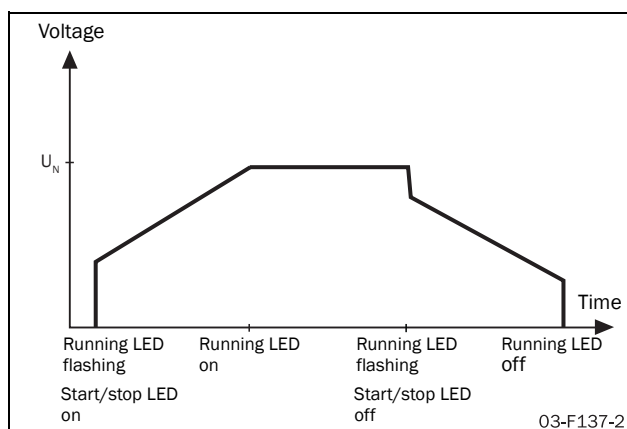 Voltage
U_N
Time
Running LED flashing
Start/stop LED on
Running LED on
Running LED flashing
Start/stop LED off
Running LED off
03-F137-2